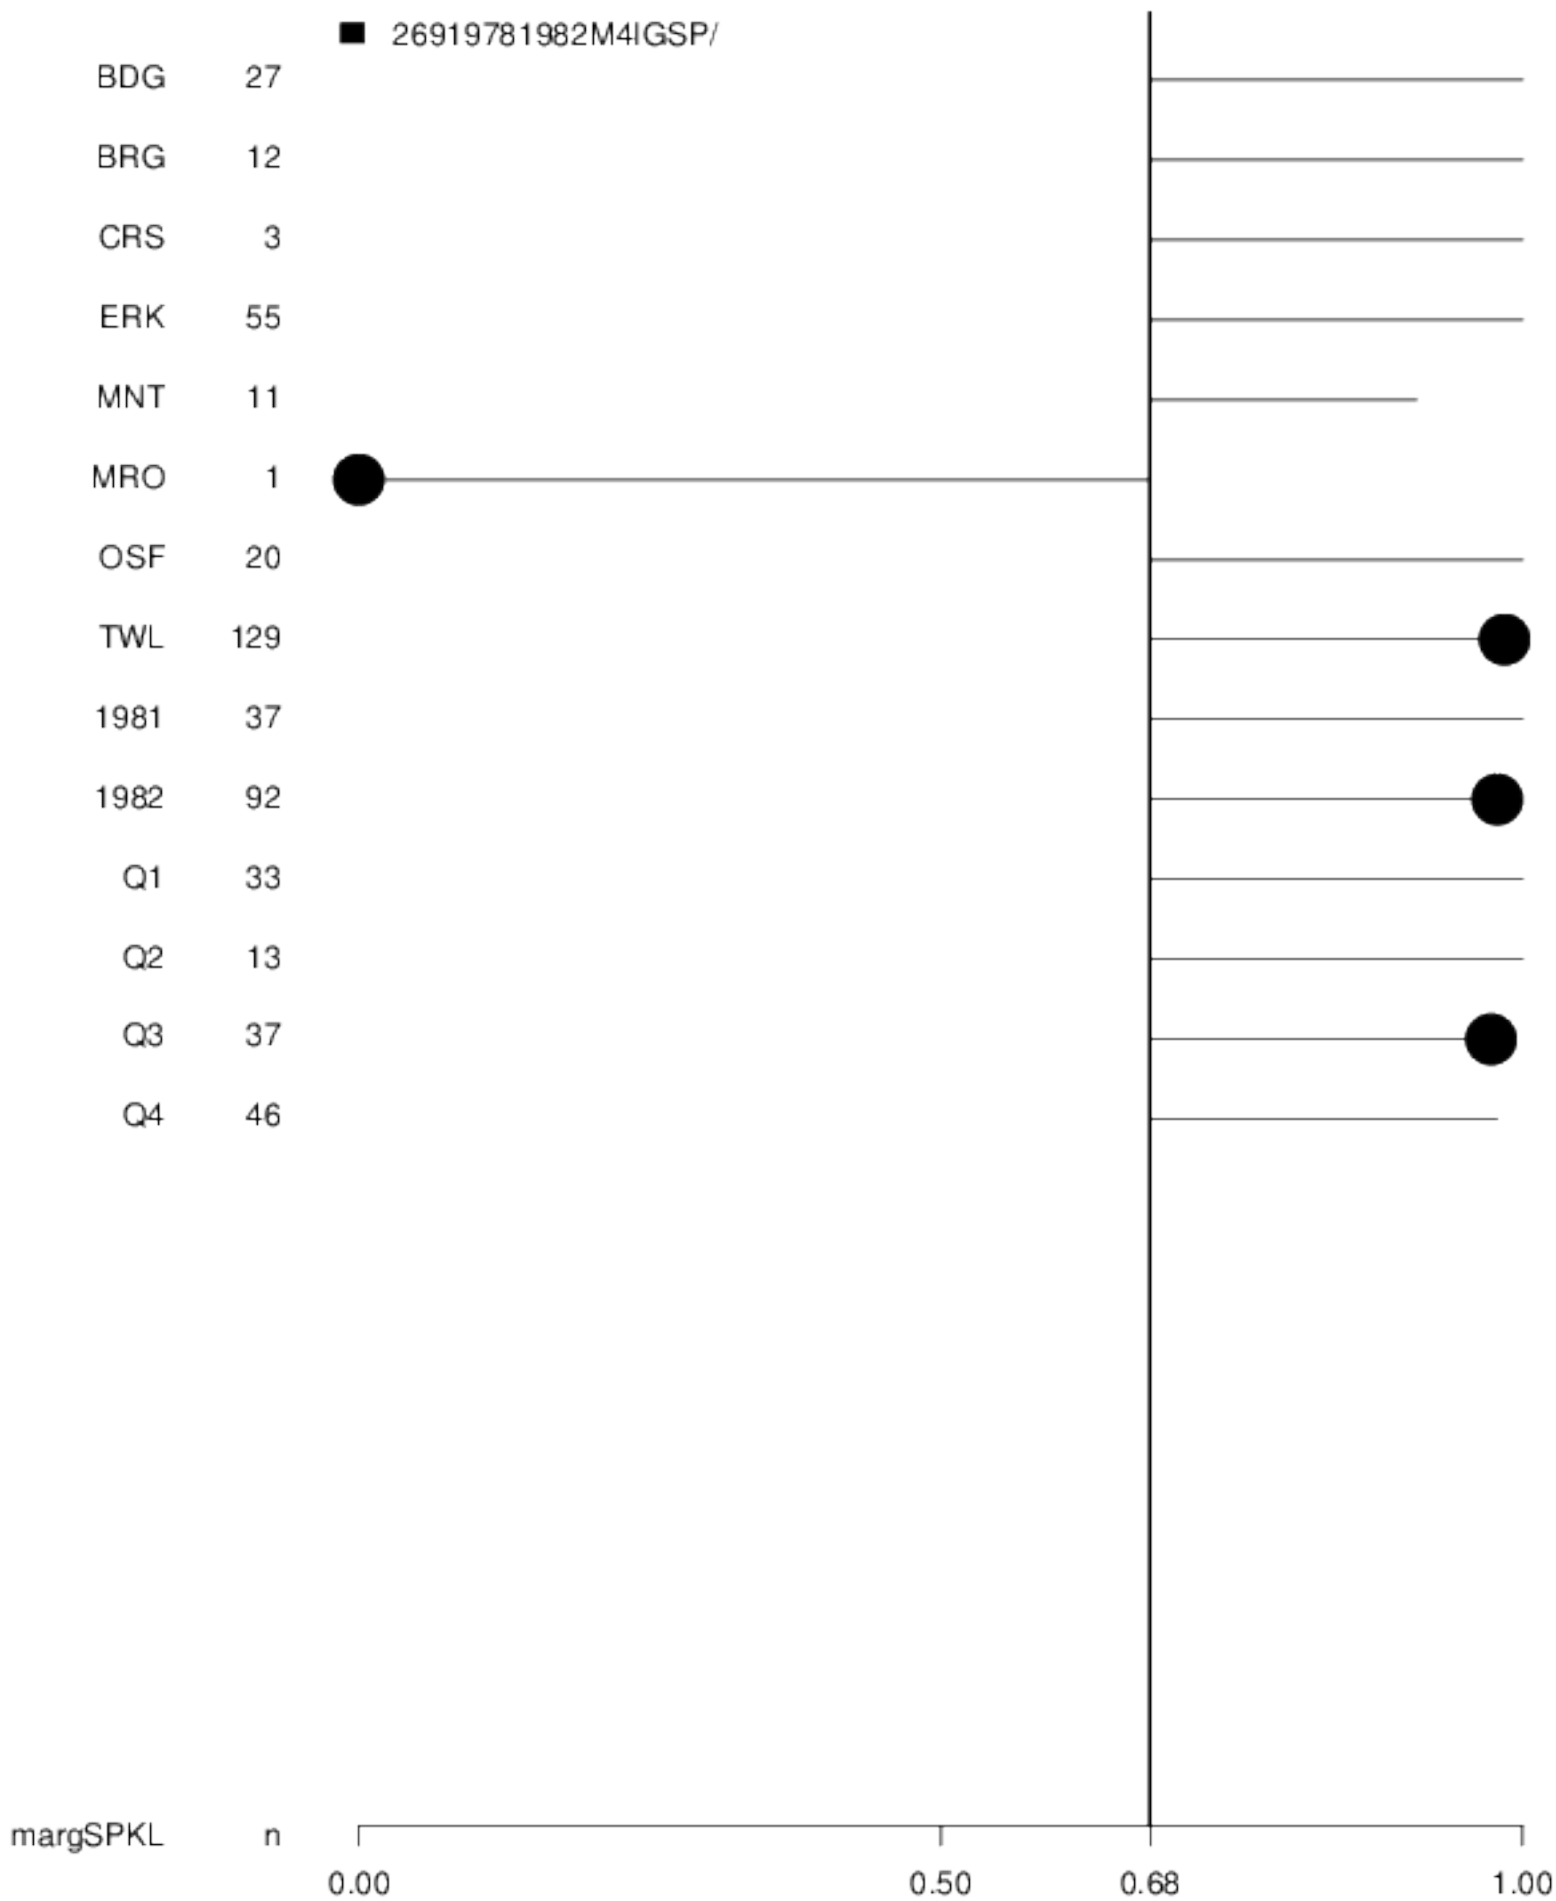 26919781982M4IGSP/
BDG 27
BRG 12
CRS 3
ERK 55
MNT 11
MRO 1
OSF 20
TWL 129
1981 37
1982 92
Q1 33
Q2 13
Q3 37
Q4 46
margSPKL n
0.00 0.50 0.68 1.00